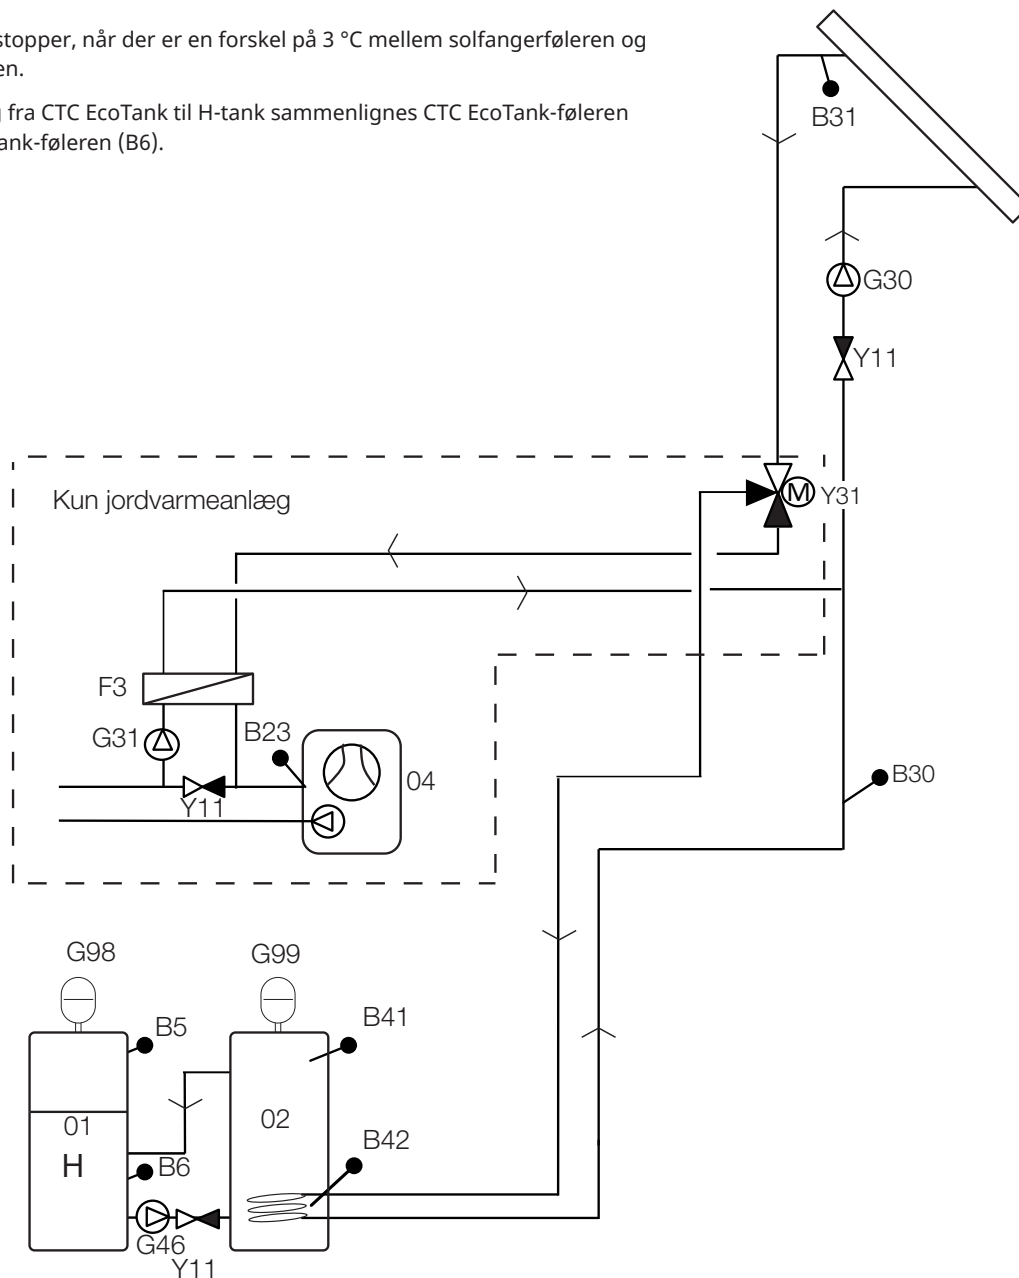 stopper, når der er en forskel på 3 °C mellem solfangerføleren og
en.
fra CTC EcoTank til H-tank sammenlignes CTC EcoTank-føleren
ank-føleren (B6).
B31
G30
Y11
M Y31
Kun jordvarmeanlæg
F3
G31
B23
04
Y11
B30
G98
G99
B5
B41
01
02
H
B6
B42
G46
Y11